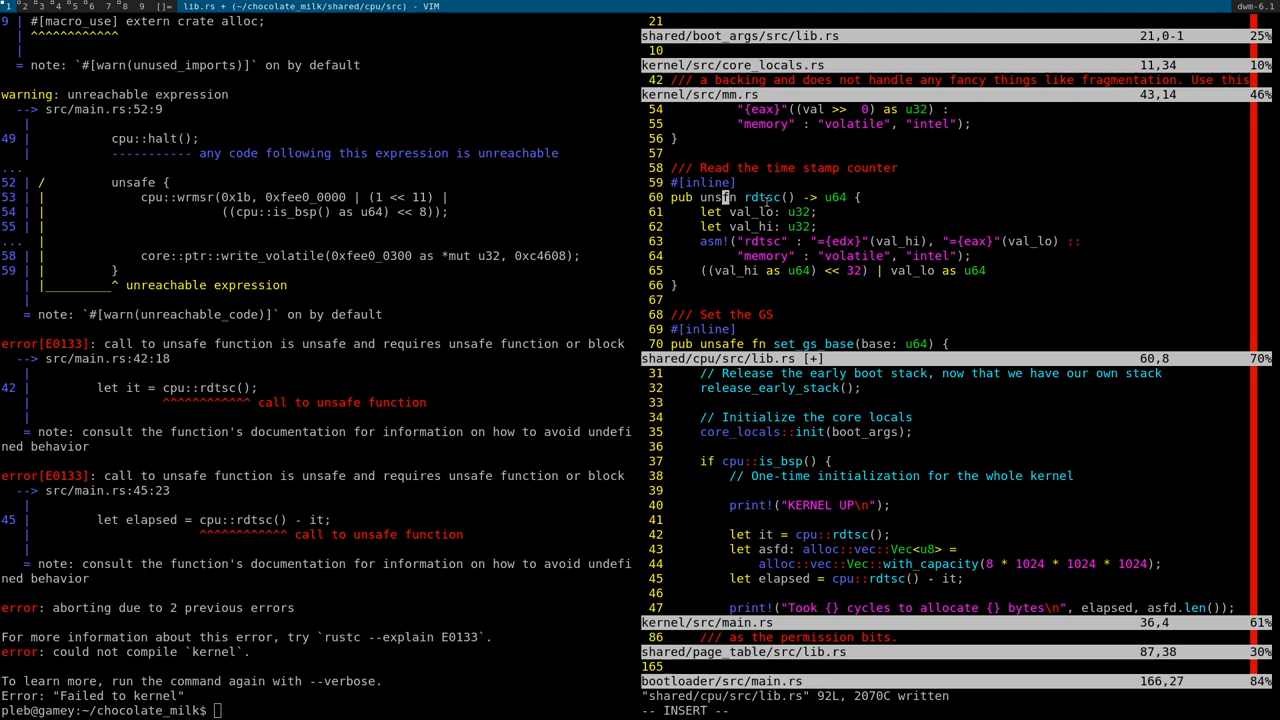 1 2 3 4 5 6 7 8 9 []= lib.rs + (~/chocolate_milk/shared/cpu/src) - VIM dwm-6.1
9 | #[macro_use] extern crate alloc;
  | ^^^^^^^^^^^^
  |
  = note: `#[warn(unused_imports)]` on by default
warning: unreachable expression
  --> src/main.rs:52:9
   |
49 |         cpu::halt();
   |         ----------- any code following this expression is unreachable
...
52 | /         unsafe {
53 | |             cpu::wrmsr(0x1b, 0xfee0_0000 | (1 << 11) |
54 | |                        ((cpu::is_bsp() as u64) << 8));
55 | |
... |
58 | |             core::ptr::write_volatile(0xfee0_0300 as *mut u32, 0xc4608);
59 | |         }
   | |_________^ unreachable expression
   |
   = note: `#[warn(unreachable_code)]` on by default
error[E0133]: call to unsafe function is unsafe and requires unsafe function or block
  --> src/main.rs:42:18
   |
42 |         let it = cpu::rdtsc();
   |                  ^^^^^^^^^^^^ call to unsafe function
   |
   = note: consult the function's documentation for information on how to avoid undefi
ned behavior
error[E0133]: call to unsafe function is unsafe and requires unsafe function or block
  --> src/main.rs:45:23
   |
45 |         let elapsed = cpu::rdtsc() - it;
   |                       ^^^^^^^^^^^^ call to unsafe function
   |
   = note: consult the function's documentation for information on how to avoid undefi
ned behavior
error: aborting due to 2 previous errors
For more information about this error, try `rustc --explain E0133`.
error: could not compile `kernel`.
To learn more, run the command again with --verbose.
Error: "Failed to kernel"
pleb@gamey:~/chocolate_milk$
21
shared/boot_args/src/lib.rs 21,0-1 25%
10
kernel/src/core_locals.rs 11,34 10%
42 /// a backing and does not handle any fancy things like fragmentation. Use this
kernel/src/mm.rs 43,14 46%
54          "{eax}"((val >>  0) as u32) :
55          "memory" : "volatile", "intel");
56 }
57
58 /// Read the time stamp counter
59 #[inline]
60 pub unsfn rdtsc() -> u64 {
61     let val_lo: u32;
62     let val_hi: u32;
63     asm!("rdtsc" : "={edx}"(val_hi), "={eax}"(val_lo) ::
64          "memory" : "volatile", "intel");
65     ((val_hi as u64) << 32) | val_lo as u64
66 }
67
68 /// Set the GS
69 #[inline]
70 pub unsafe fn set_gs_base(base: u64) {
shared/cpu/src/lib.rs [+] 60,8 70%
31     // Release the early boot stack, now that we have our own stack
32     release_early_stack();
33
34     // Initialize the core locals
35     core_locals::init(boot_args);
36
37     if cpu::is_bsp() {
38         // One-time initialization for the whole kernel
39
40         print!("KERNEL UP\n");
41
42         let it = cpu::rdtsc();
43         let asfd: alloc::vec::Vec<u8> =
44             alloc::vec::Vec::with_capacity(8 * 1024 * 1024 * 1024);
45         let elapsed = cpu::rdtsc() - it;
46
47         print!("Took {} cycles to allocate {} bytes\n", elapsed, asfd.len());
kernel/src/main.rs 36,4 61%
86     /// as the permission bits.
shared/page_table/src/lib.rs 87,38 30%
165
bootloader/src/main.rs 166,27 84%
"shared/cpu/src/lib.rs" 92L, 2070C written
-- INSERT --